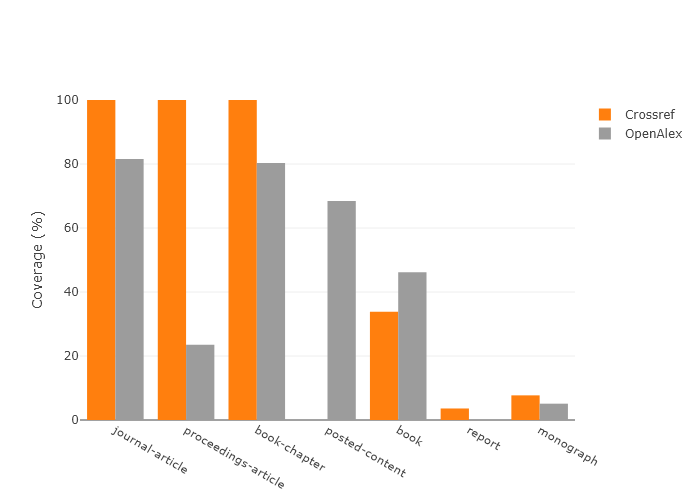 100
80
60
40
20
0
Coverage (%)
journal-article
proceedings-article
book-chapter
posted-content
book
report
monograph
Crossref
OpenAlex